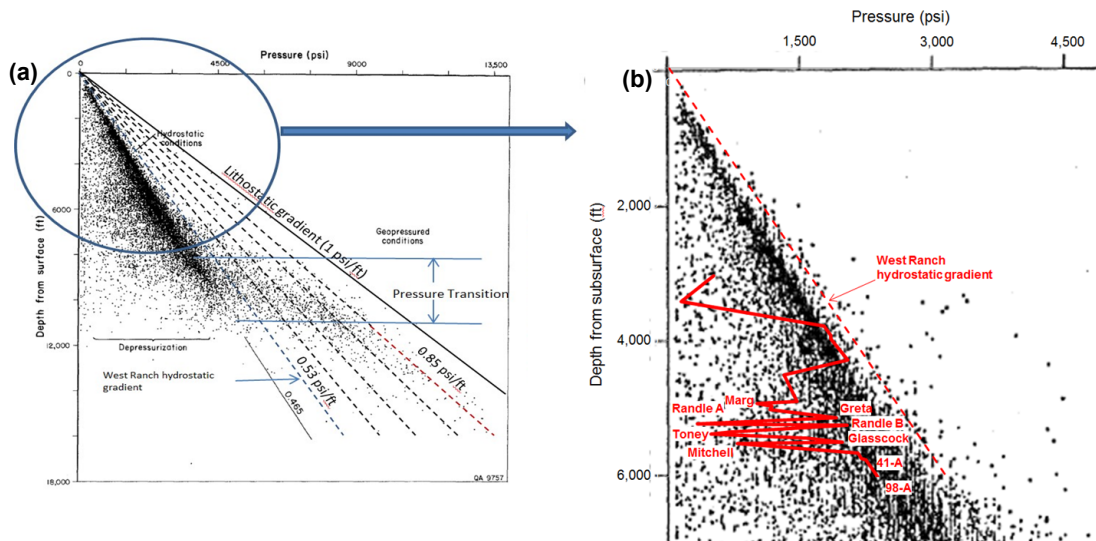 (a)
Pressure (psi)
0
4500
9000
13,500
0
6000
12,000
18,000
Depth from surface (ft)
Hydrostatic
conditions
Lithostatic gradient (1 psi/ft)
Geopressured
conditions
Pressure Transition
Depressurization
West Ranch hydrostatic
gradient
0.53 psi/ft
0.85 psi/ft
0.465
QA 9757
(b)
Pressure (psi)
1,500
3,000
4,500
Depth from subsurface (ft)
2,000
4,000
6,000
West Ranch
hydrostatic gradient
Marg
Greta
Randle A
Randle B
Toney
Glasscock
Mitchell
41-A
98-A